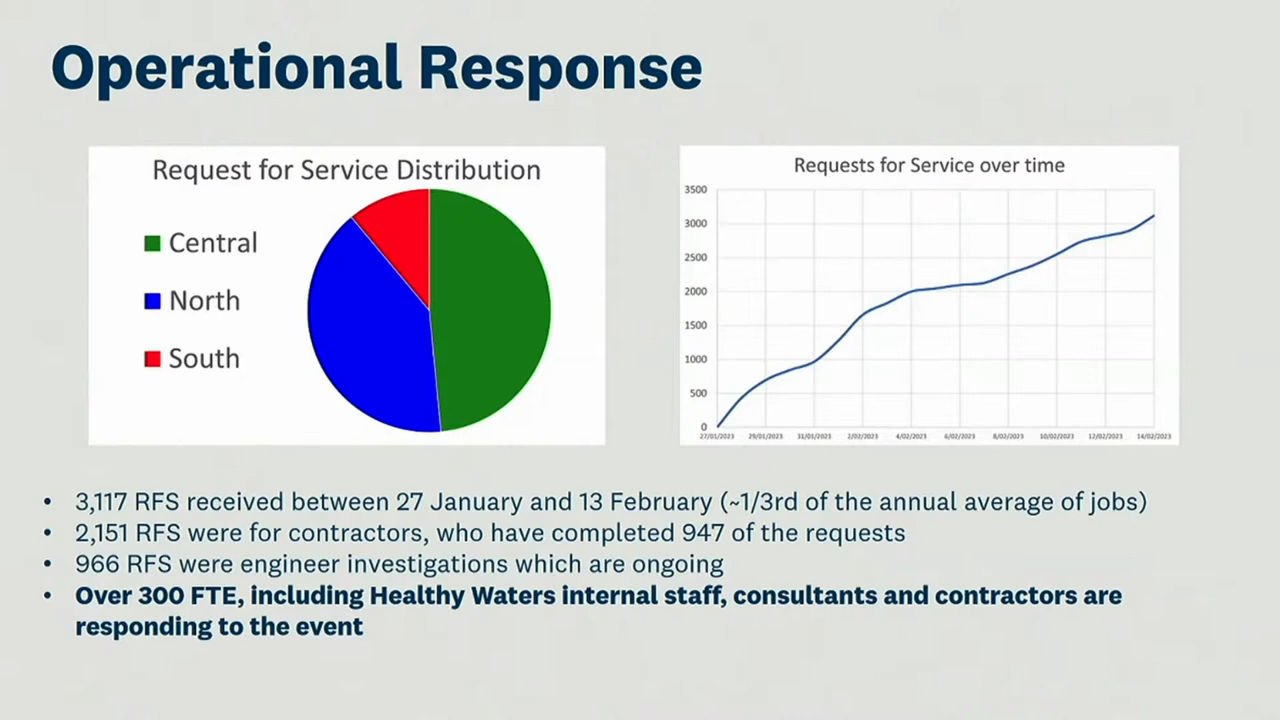 Operational Response
Request for Service Distribution
Central
North
South
Requests for Service over time
3500
3000
2500
2000
1500
1000
500
0
27/01/2023 29/01/2023 31/01/2023 2/02/2023 4/02/2023 6/02/2023 8/02/2023 10/02/2023 12/02/2023 14/02/2023
• 3,117 RFS received between 27 January and 13 February (~1/3rd of the annual average of jobs)
• 2,151 RFS were for contractors, who have completed 947 of the requests
• 966 RFS were engineer investigations which are ongoing
• Over 300 FTE, including Healthy Waters internal staff, consultants and contractors are
responding to the event